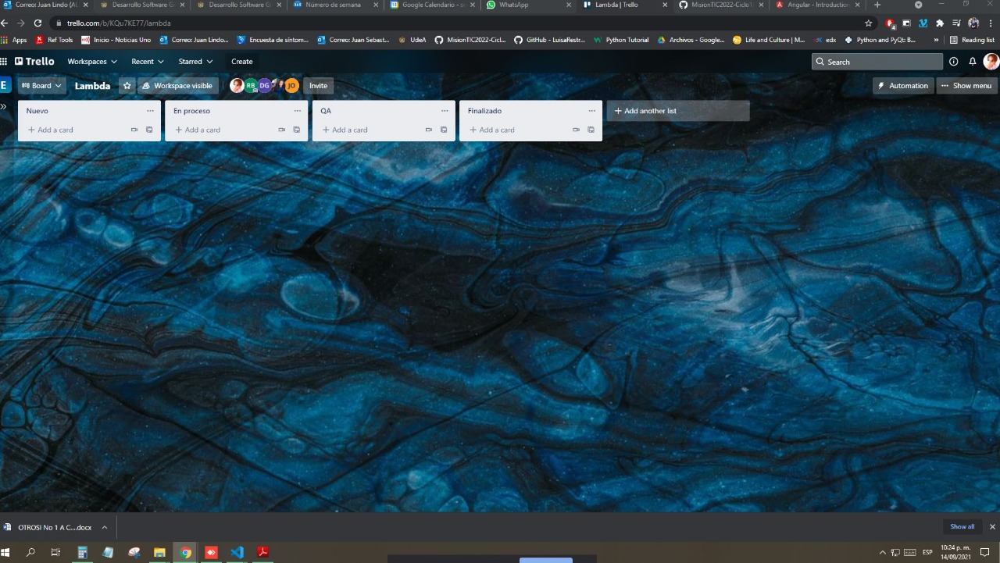 Correo: Juan Lindo (AL
Desarrollo Software G
Desarrollo Software G
365 Número de semana
Google Calendario - se
WhatsApp
Lambda | Trello
MisionTIC2022-Ciclo
Angular - Introduction
trello.com/b/KQu7KE77/lambda
4
Apps
Ref Tools
Inicio - Noticias Uno
Correo: Juan Lindo...
Encuesta de síntom...
Correo: Juan Sebast...
UdeA
MisionTIC2022-Cicl...
GitHub - LuisaRestr...
Python Tutorial
Archivos - Google...
Life and Culture | M...
edx
Python and PyQt: B...
»
Reading list
Trello
Workspaces
Recent
Starred
Create
Search
E
Board
Lambda
Workspace visible
RB
DG
JO
Invite
Automation
Show menu
Nuevo
En proceso
QA
Finalizado
+ Add another list
+ Add a card
+ Add a card
+ Add a card
+ Add a card
OTROSI No 1 A C....docx
Show all
ESP
10:24 p. m.
14/09/2021